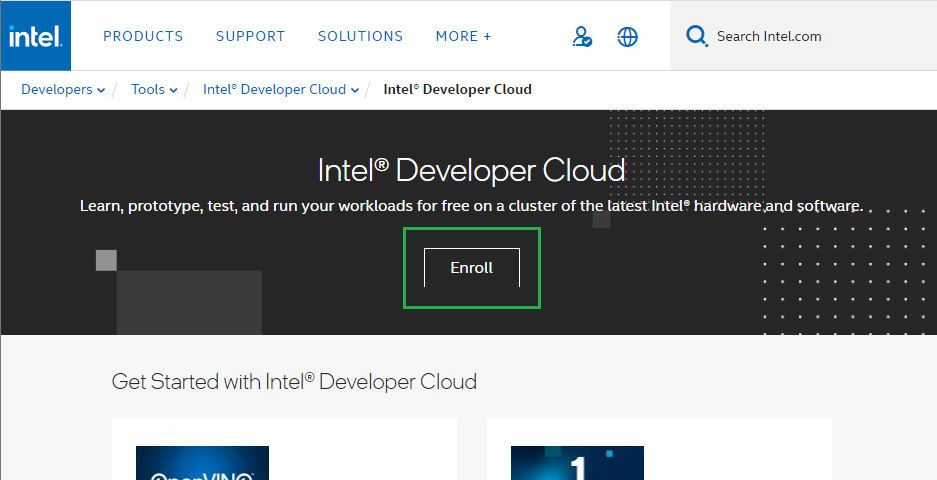 intel.
PRODUCTS SUPPORT SOLUTIONS MORE +
Search Intel.com
Developers / Tools / Intel® Developer Cloud / Intel® Developer Cloud
Intel® Developer Cloud
Learn, prototype, test, and run your workloads for free on a cluster of the latest Intel® hardware and software.
Enroll
Get Started with Intel® Developer Cloud
OpenVINO™
1